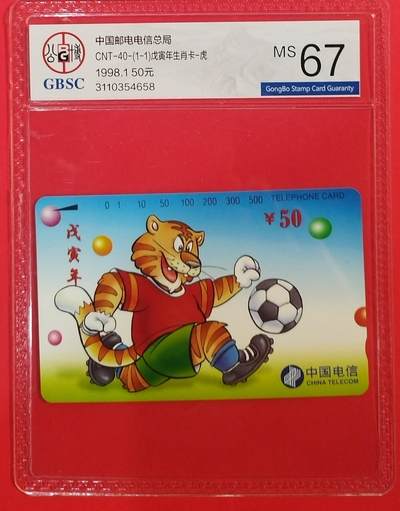 公博
G
GBSC
中国邮电电信总局
CNT-40-(1-1)戊寅年生肖卡-虎
1998.1 50元
3110354658
MS 67
GongBo Stamp Card Guaranty
0 1 10 50 100 200 300 500 TELEPHONE CARD
¥50
戊寅年
中国电信
CHINA TELECOM